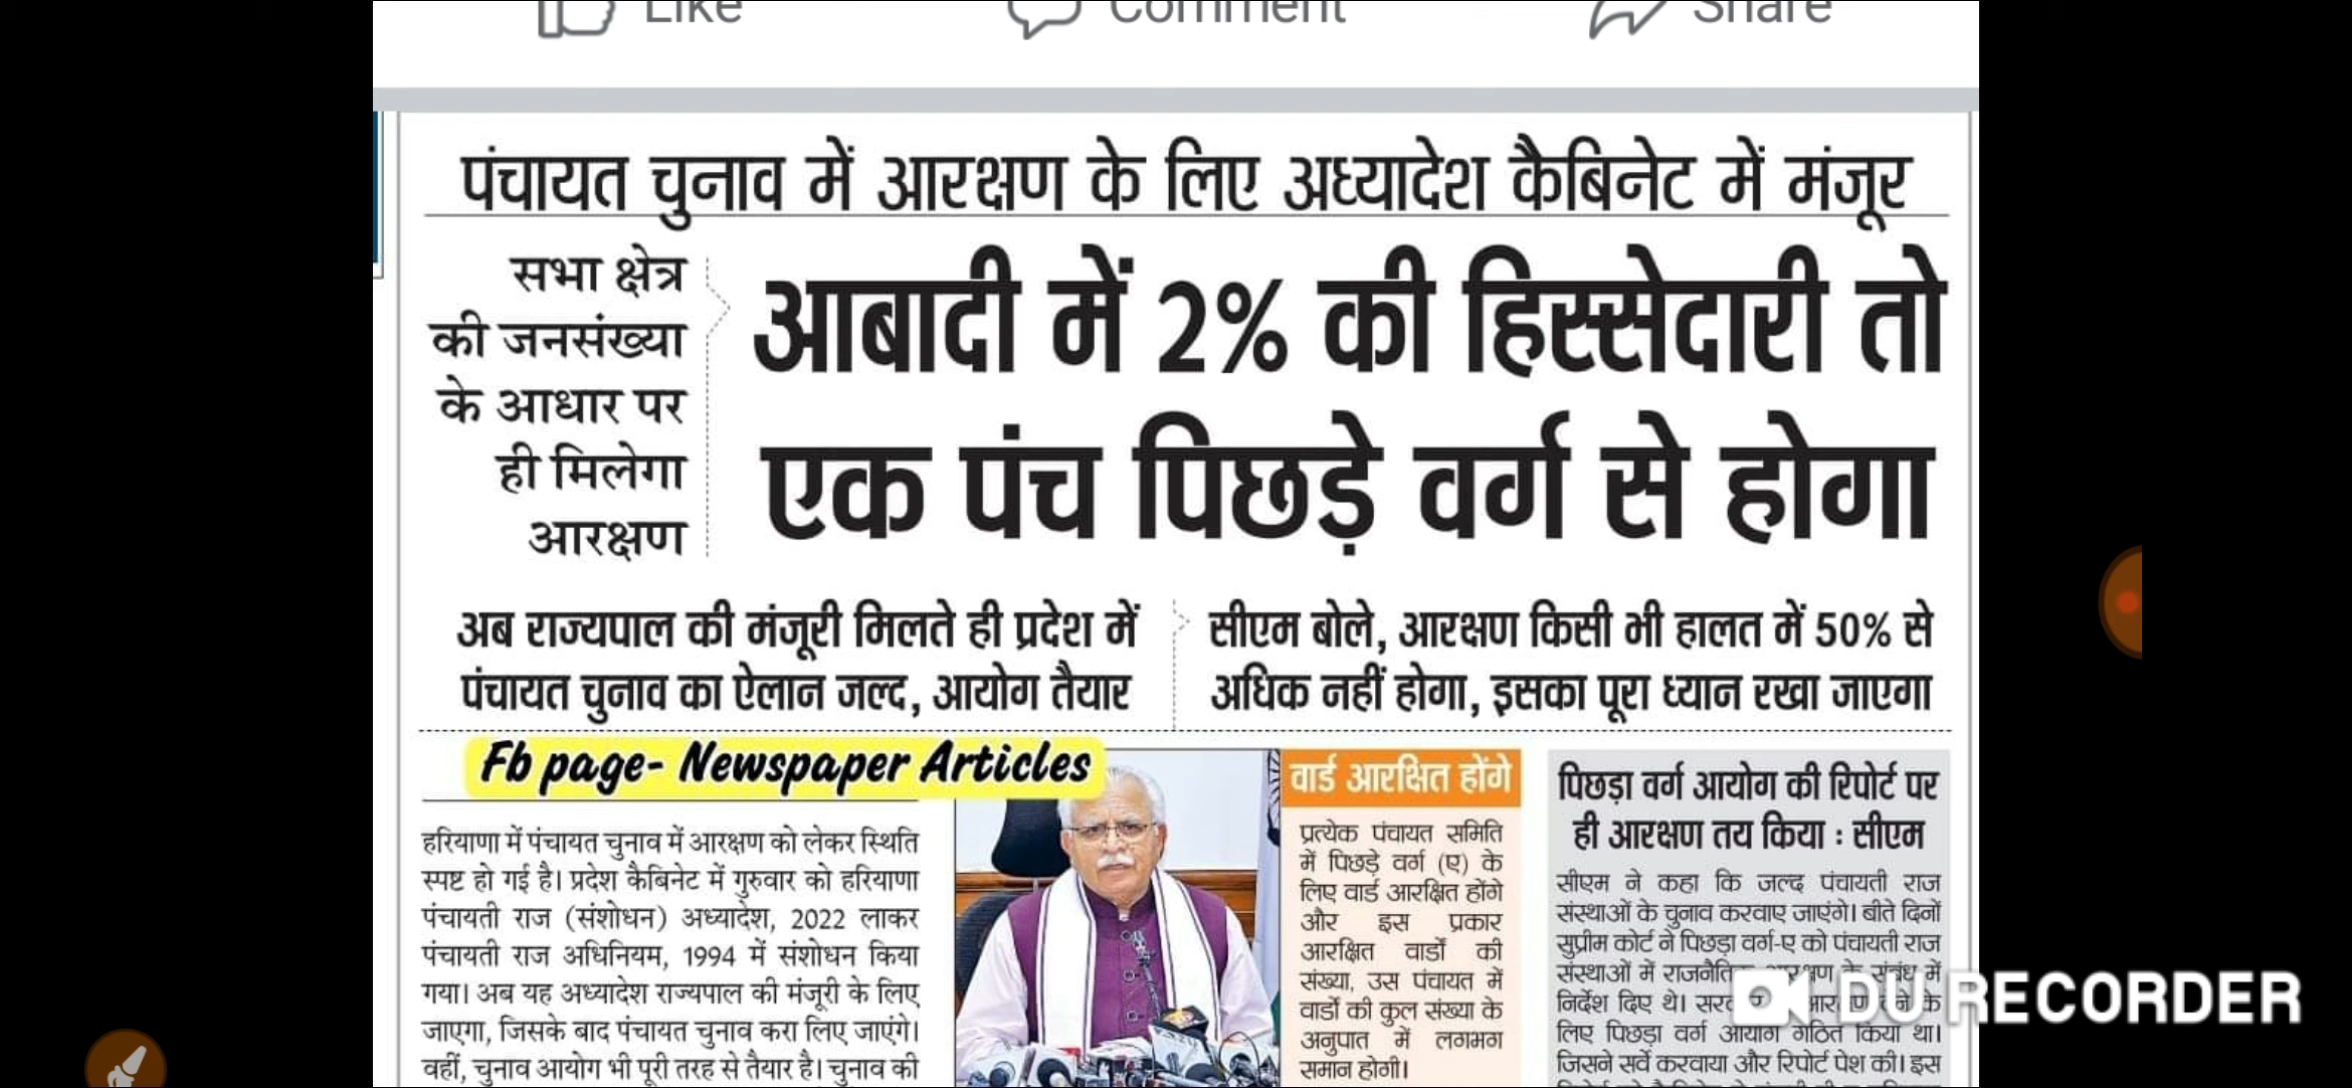 Like Comment Share
पंचायत चुनाव में आरक्षण के लिए अध्यादेश कैबिनेट में मंजूर
सभा क्षेत्र
की जनसंख्या
के आधार पर
ही मिलेगा
आरक्षण
आबादी में 2% की हिस्सेदारी तो
एक पंच पिछड़े वर्ग से होगा
अब राज्यपाल की मंजूरी मिलते ही प्रदेश में
पंचायत चुनाव का ऐलान जल्द, आयोग तैयार
सीएम बोले, आरक्षण किसी भी हालत में 50% से
अधिक नहीं होगा, इसका पूरा ध्यान रखा जाएगा
Fb page- Newspaper Articles
हरियाणा में पंचायत चुनाव में आरक्षण को लेकर स्थिति
स्पष्ट हो गई है। प्रदेश कैबिनेट में गुरुवार को हरियाणा
पंचायती राज (संशोधन) अध्यादेश, 2022 लाकर
पंचायती राज अधिनियम, 1994 में संशोधन किया
गया। अब यह अध्यादेश राज्यपाल की मंजूरी के लिए
जाएगा, जिसके बाद पंचायत चुनाव करा लिए जाएंगे।
वहीं, चुनाव आयोग भी पूरी तरह से तैयार है। चुनाव की
वार्ड आरक्षित होंगे
प्रत्येक पंचायत समिति
में पिछड़े वर्ग (ए) के
लिए वार्ड आरक्षित होंगे
और इस प्रकार
आरक्षित वार्डों की
संख्या, उस पंचायत में
वार्डों की कुल संख्या के
अनुपात में लगभग
समान होगी।
पिछड़ा वर्ग आयोग की रिपोर्ट पर
ही आरक्षण तय किया : सीएम
सीएम ने कहा कि जल्द पंचायती राज
संस्थाओं के चुनाव करवाए जाएंगे। बीते दिनों
सुप्रीम कोर्ट ने पिछड़ा वर्ग-ए को पंचायती राज
संस्थाओं में के संबंध में
निर्देश दिए थे। के
लिए पिछड़ा वर्ग आयोग गठित किया था।
जिसने सर्वे करवाया और रिपोर्ट पेश की। इस
DU RECORDER